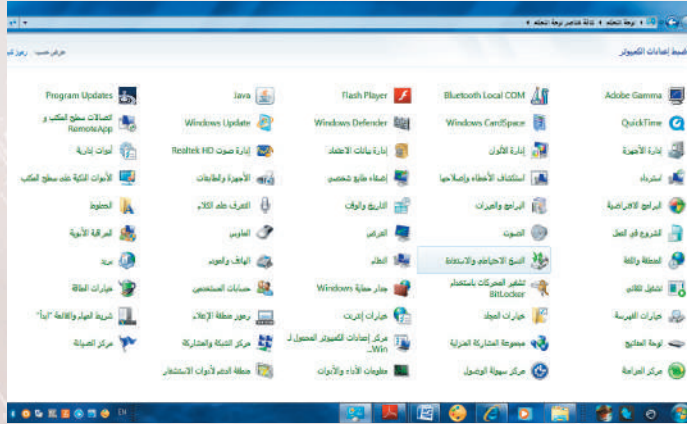 لوحة التحكم ◂ كافة عناصر لوحة التحكم
ضبط إعدادات الكمبيوتر
عرض حسب:
Adobe Gamma
Bluetooth Local COM
Flash Player
Java
Program Updates
QuickTime
Windows CardSpace
Windows Defender
Windows Update
اتصالات سطح المكتب و
RemoteApp
إدارة الأجهزة
إدارة الألوان
إدارة بيانات الاعتماد
إدارة صوت Realtek HD
أدوات إدارية
استرداد
استكشاف الأخطاء وإصلاحها
إضفاء طابع شخصي
الأجهزة والطابعات
الأدوات الذكية على سطح المكتب
البرامج الافتراضية
البرامج والميزات
التاريخ والوقت
التعرف على الكلام
الخطوط
الشروع في العمل
الصوت
العرض
الماوس
المراقبة الأبوية
المنطقة واللغة
النسخ الاحتياطي والاستعادة
النظام
الهاتف والمودم
بريد
تشغيل تلقائي
تشفير المحركات باستخدام
BitLocker
جدار حماية Windows
حسابات المستخدمين
خيارات الطاقة
خيارات الفهرسة
خيارات المجلد
خيارات إنترنت
رموز منطقة الإعلام
شريط المهام والقائمة "ابدأ"
لوحة المفاتيح
مجموعة المشاركة المنزلية
مركز إعدادات الكمبيوتر المحمول لـ
Win...
مركز الشبكة والمشاركة
مركز الصيانة
مركز المزامنة
مركز سهولة الوصول
معلومات الأداء والأدوات
منطقة الدعم لأدوات الاستشعار
EN